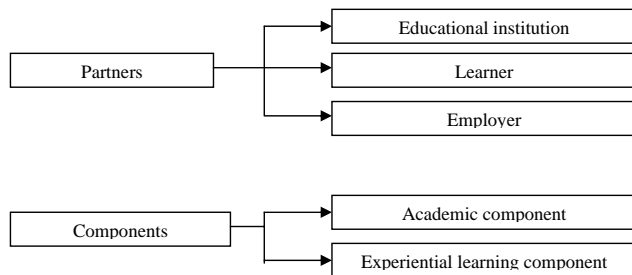 Educational institution
Partners
Learner
Employer
Academic component
Components
Experiential learning component